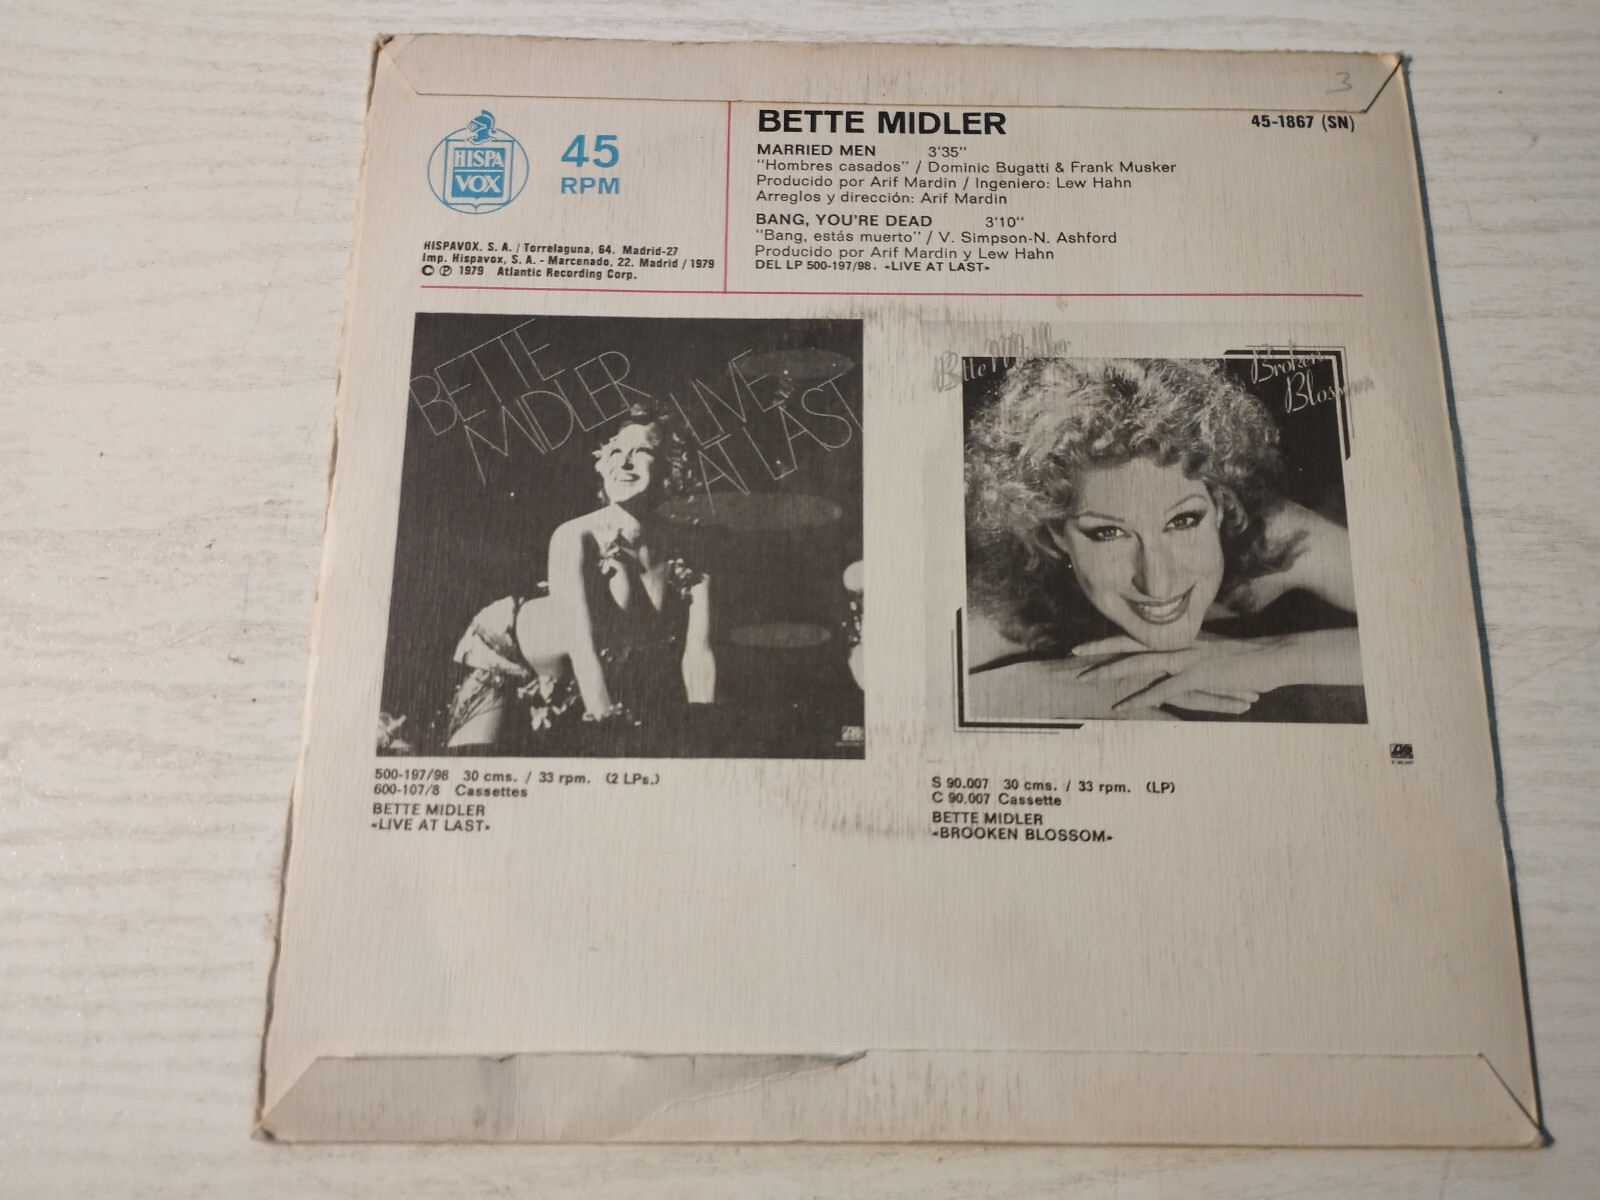 3
HISPA
VOX
45
RPM
HISPAVOX, S. A. / Torrelaguna, 64. Madrid-27
Imp. Hispavox, S. A. - Marcenado, 22. Madrid / 1979
© ℗ 1979 Atlantic Recording Corp.
BETTE MIDLER
45-1867 (SN)
MARRIED MEN 3'35"
"Hombres casados" / Dominic Bugatti & Frank Musker
Producido por Arif Mardin / Ingeniero: Lew Hahn
Arreglos y dirección: Arif Mardin
BANG, YOU'RE DEAD 3'10"
"Bang, estás muerto" / V. Simpson-N. Ashford
Producido por Arif Mardin y Lew Hahn
DEL LP 500-197/98. «LIVE AT LAST»
BETTE
MIDLER
LIVE
AT LAST
500-197/98 30 cms. / 33 rpm. (2 LPs.)
600-107/8 Cassettes
BETTE MIDLER
«LIVE AT LAST»
Bette Midler
Broken
Blossom
S 90.007 30 cms. / 33 rpm. (LP)
C 90.007 Cassette
BETTE MIDLER
«BROOKEN BLOSSOM»